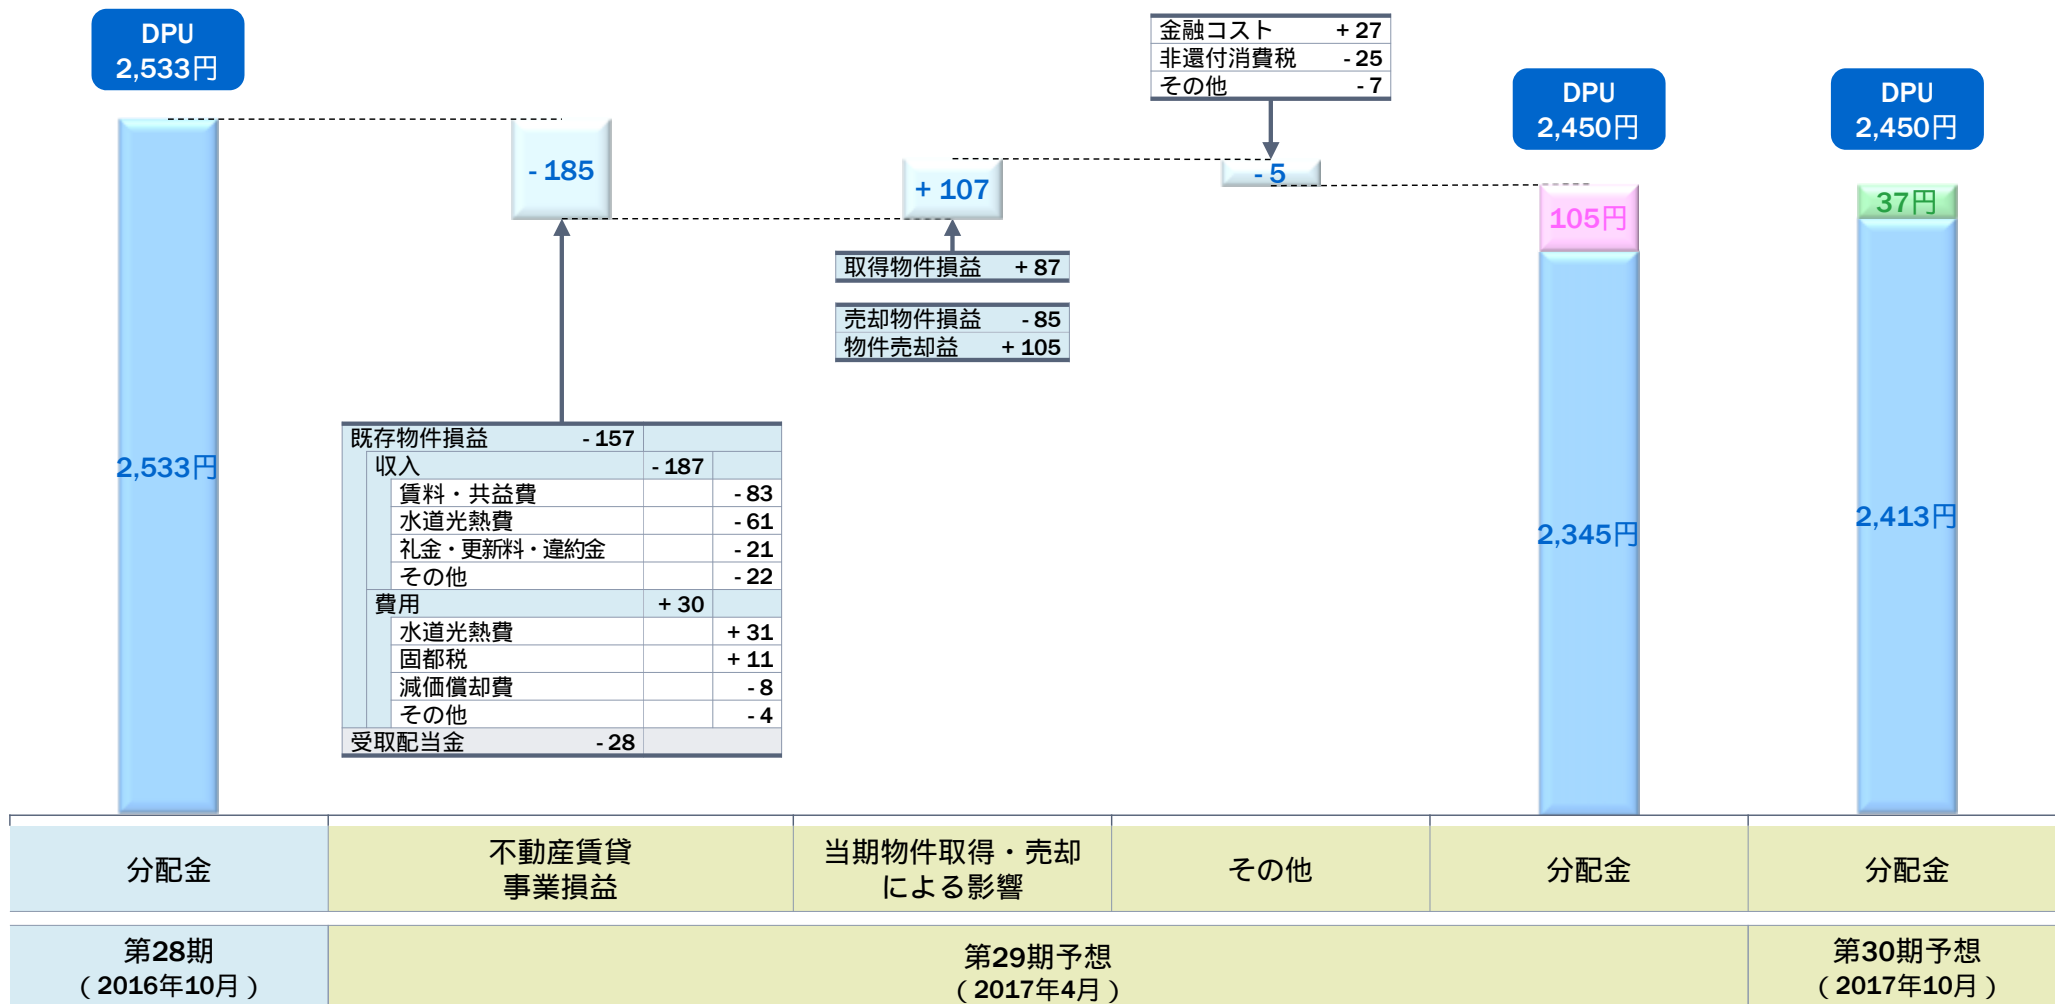 DPU
2,533円
金融コスト +27
非還付消費税 -25
その他 -7
DPU
2,450円
DPU
2,450円
-185
+107
-5
105円
37円
取得物件損益 +87
売却物件損益 -85
物件売却益 +105
2,533円
既存物件損益 -157
収入 -187
賃料・共益費 -83
水道光熱費 -61
礼金・更新料・違約金 -21
その他 -22
費用 +30
水道光熱費 +31
固都税 +11
減価償却費 -8
その他 -4
受取配当金 -28
2,345円
2,413円
分配金
不動産賃貸
事業損益
当期物件取得・売却
による影響
その他
分配金
分配金
第28期
（2016年10月）
第29期予想
（2017年4月）
第30期予想
（2017年10月）